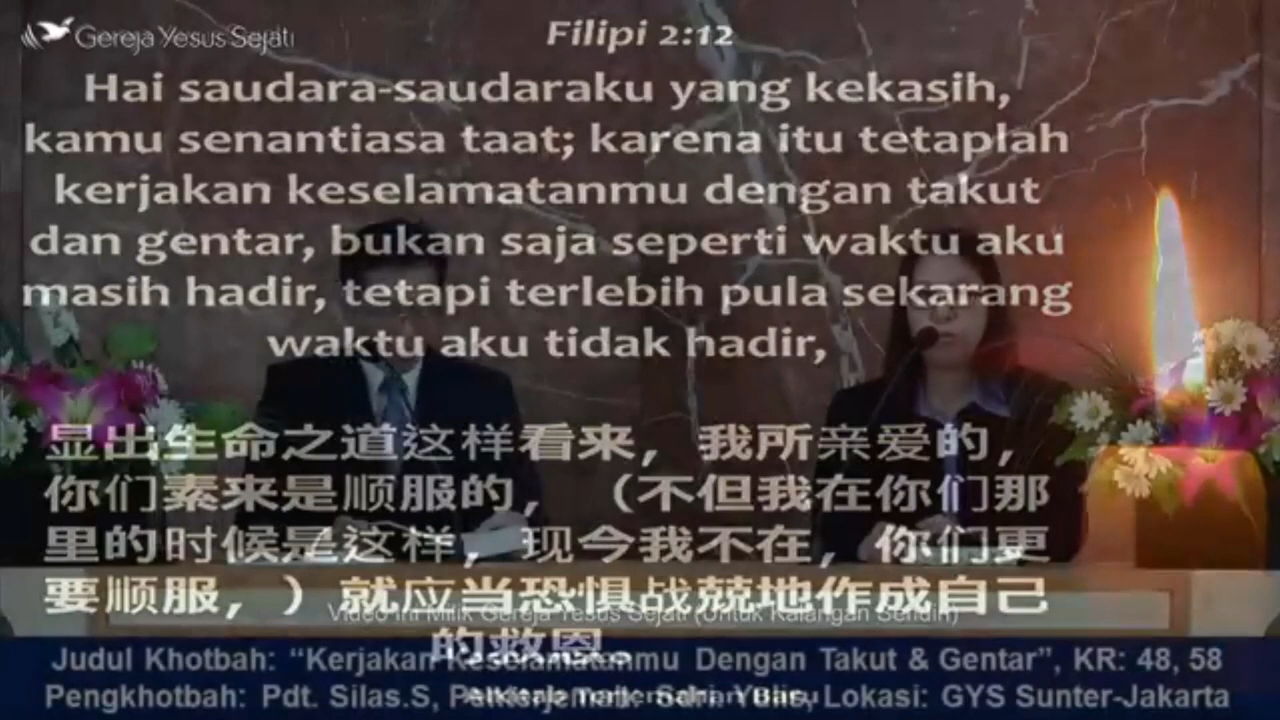 Gereja Yesus Sejati
Filipi 2:12
Hai saudara-saudaraku yang kekasih,
kamu senantiasa taat; karena itu tetaplah
kerjakan keselamatanmu dengan takut
dan gentar, bukan saja seperti waktu aku
masih hadir, tetapi terlebih pula sekarang
waktu aku tidak hadir,
显出生命之道这样看来，我所亲爱的，
你们素来是顺服的，（不但我在你们那
里的时候是这样，现今我不在，你们更
要顺服，）就应当恐惧战兢地作成自己
的救恩。
Video Ini Milik Gereja Yesus Sejati (Untuk Kalangan Sendiri)
Judul Khotbah: “Kerjakan Keselamatanmu Dengan Takut & Gentar”, KR: 48, 58
Pengkhotbah: Pdt. Silas.S, Lokasi: GYS Sunter-Jakarta